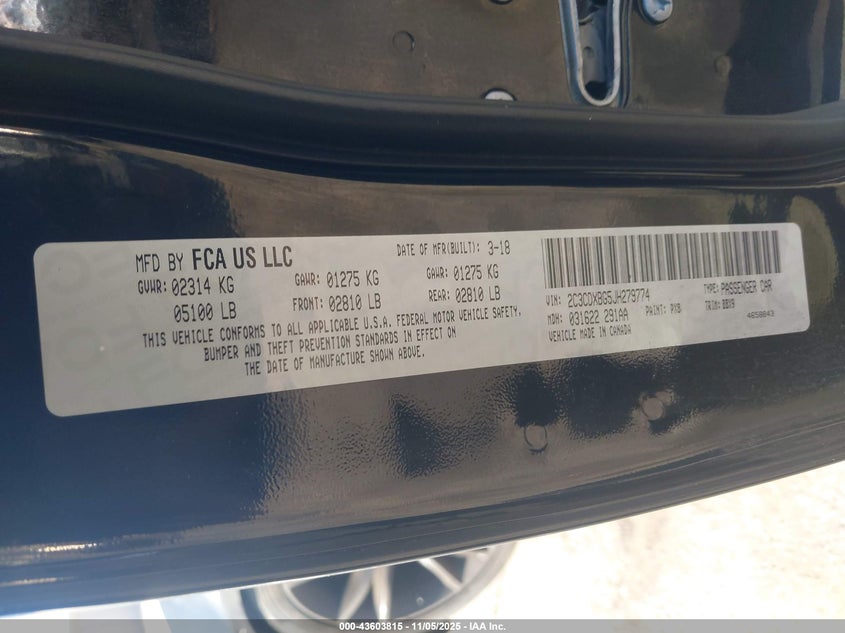 MFD BY FCA US LLC
DATE OF MFR(BUILT): 3-18
GVWR: 02314 KG
GAWR: 01275 KG
GAWR: 01275 KG
05100 LB
FRONT: 02810 LB
REAR: 02810 LB
THIS VEHICLE CONFORMS TO ALL APPLICABLE U.S.A. FEDERAL MOTOR VEHICLE SAFETY,
BUMPER AND THEFT PREVENTION STANDARDS IN EFFECT ON
THE DATE OF MANUFACTURE SHOWN ABOVE.
VIN: 2C3CDXBG5JH279774
TYPE: PASSENGER CAR
MDH: 031622 291AA
PAINT: PX8
TRIM: BBX9
VEHICLE MADE IN CANADA
4658843
000-43603815 - 11/05/2025 - IAA Inc.